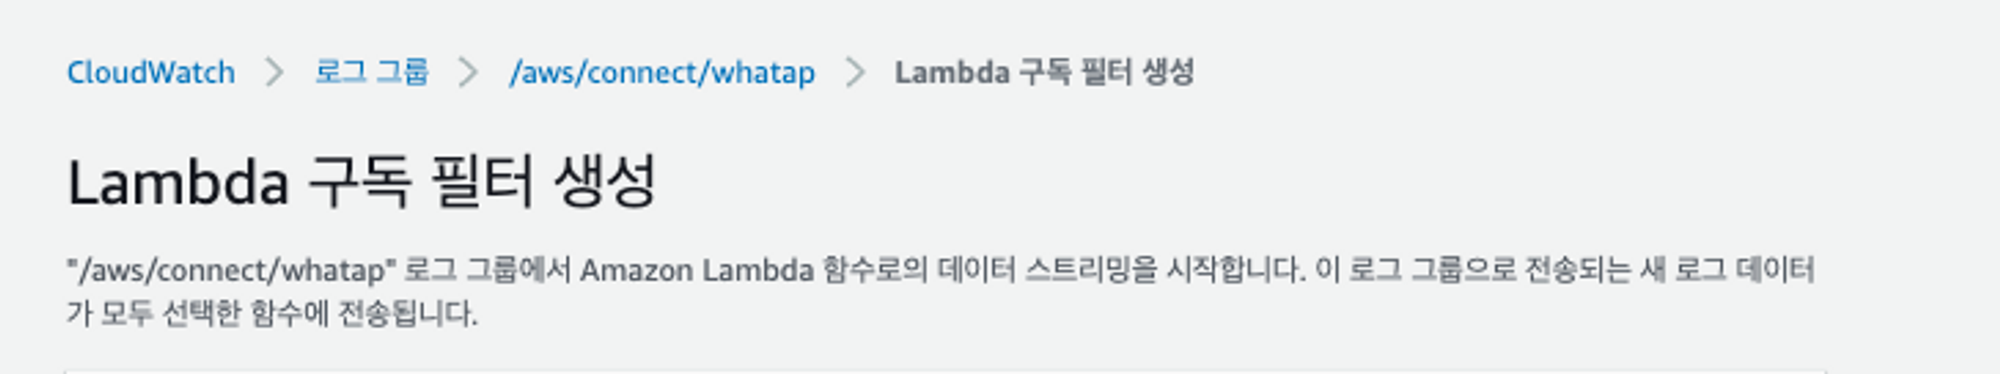 CloudWatch > 로그 그룹 > /aws/connect/whatap > Lambda 구독 필터 생성
Lambda 구독 필터 생성
"/aws/connect/whatap" 로그 그룹에서 Amazon Lambda 함수로의 데이터 스트리밍을 시작합니다. 이 로그 그룹으로 전송되는 새 로그 데이터
가 모두 선택한 함수에 전송됩니다.